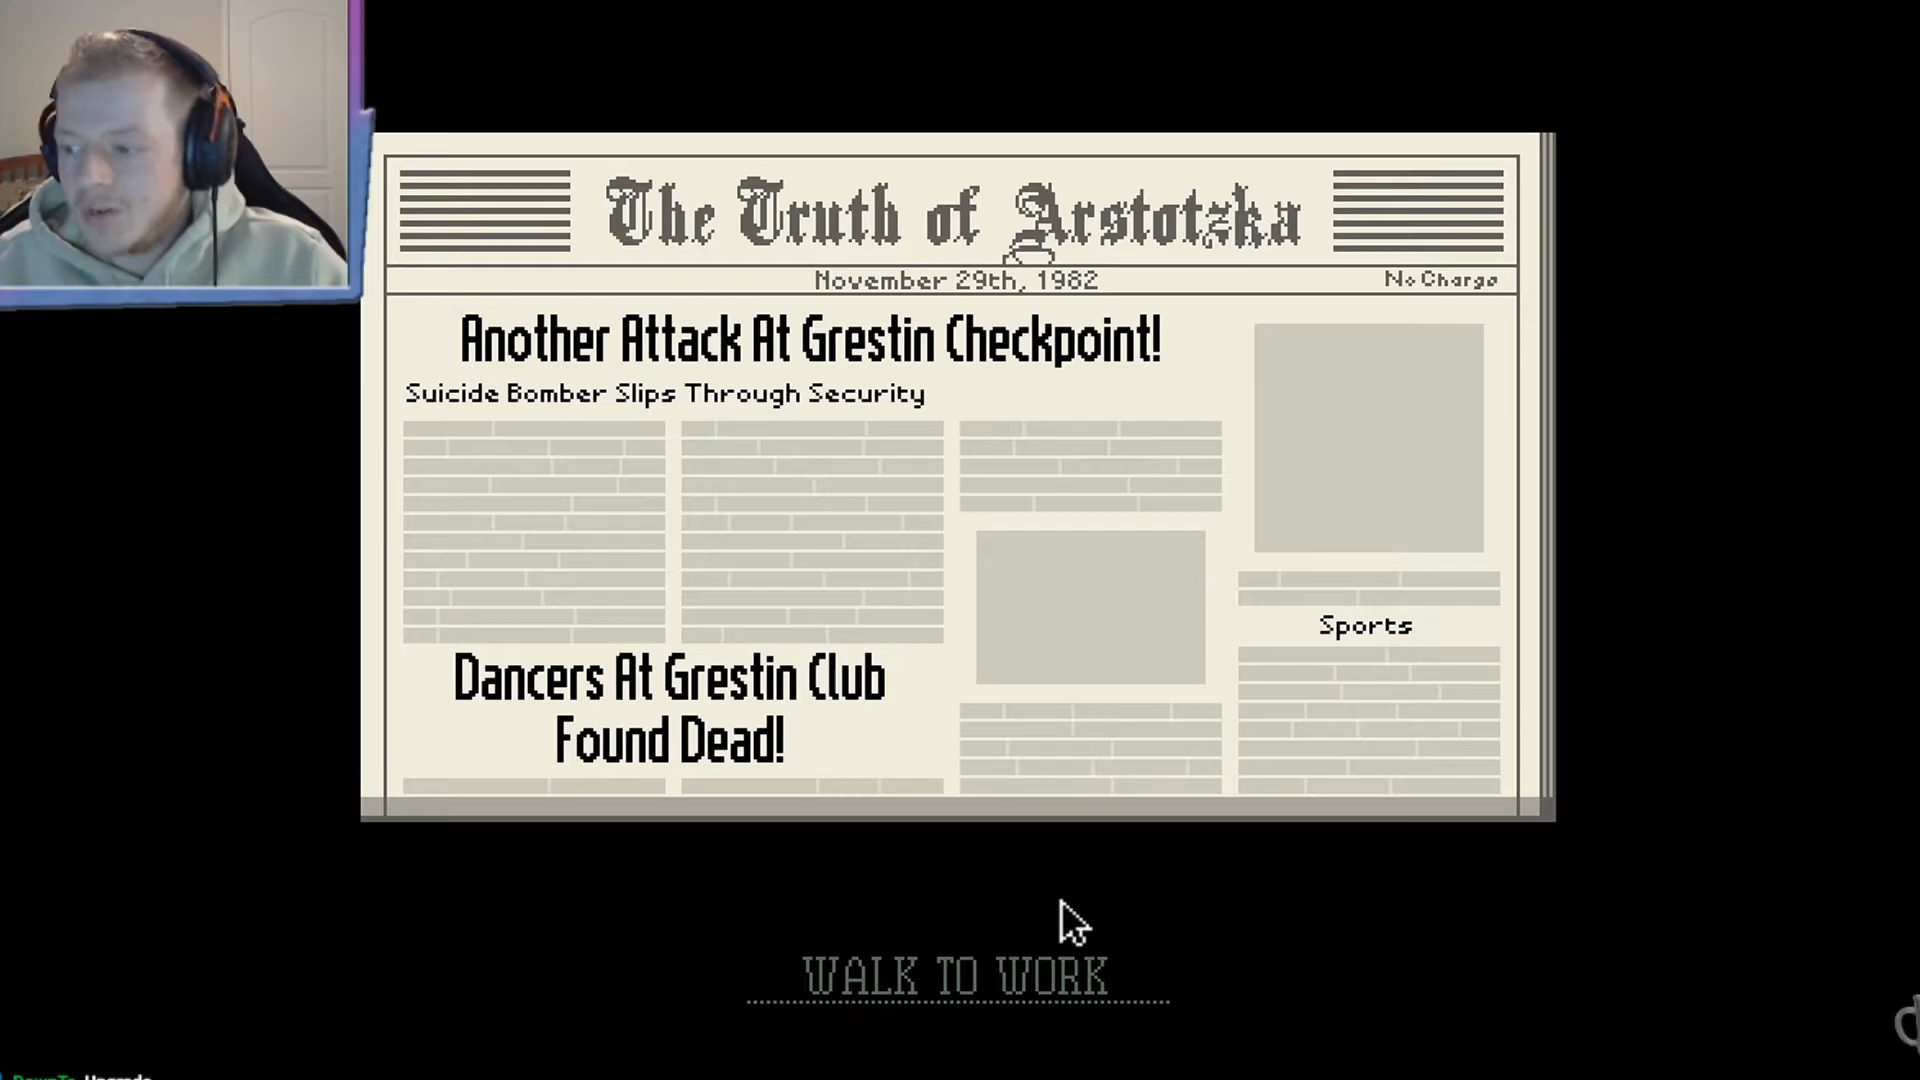 The Truth of Arstotzka
November 29th, 1982
No Charge
Another Attack At Grestin Checkpoint!
Suicide Bomber Slips Through Security
Sports
Dancers At Grestin Club
Found Dead!
WALK TO WORK